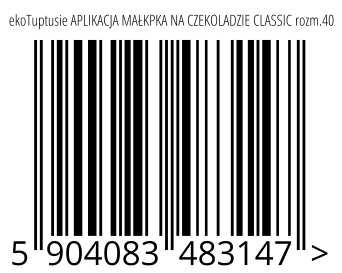 ekoTuptusie APLIKACJA MAŁKPKA NA CZEKOLADZIE CLASSIC rozm.40
5 904083 483147 >